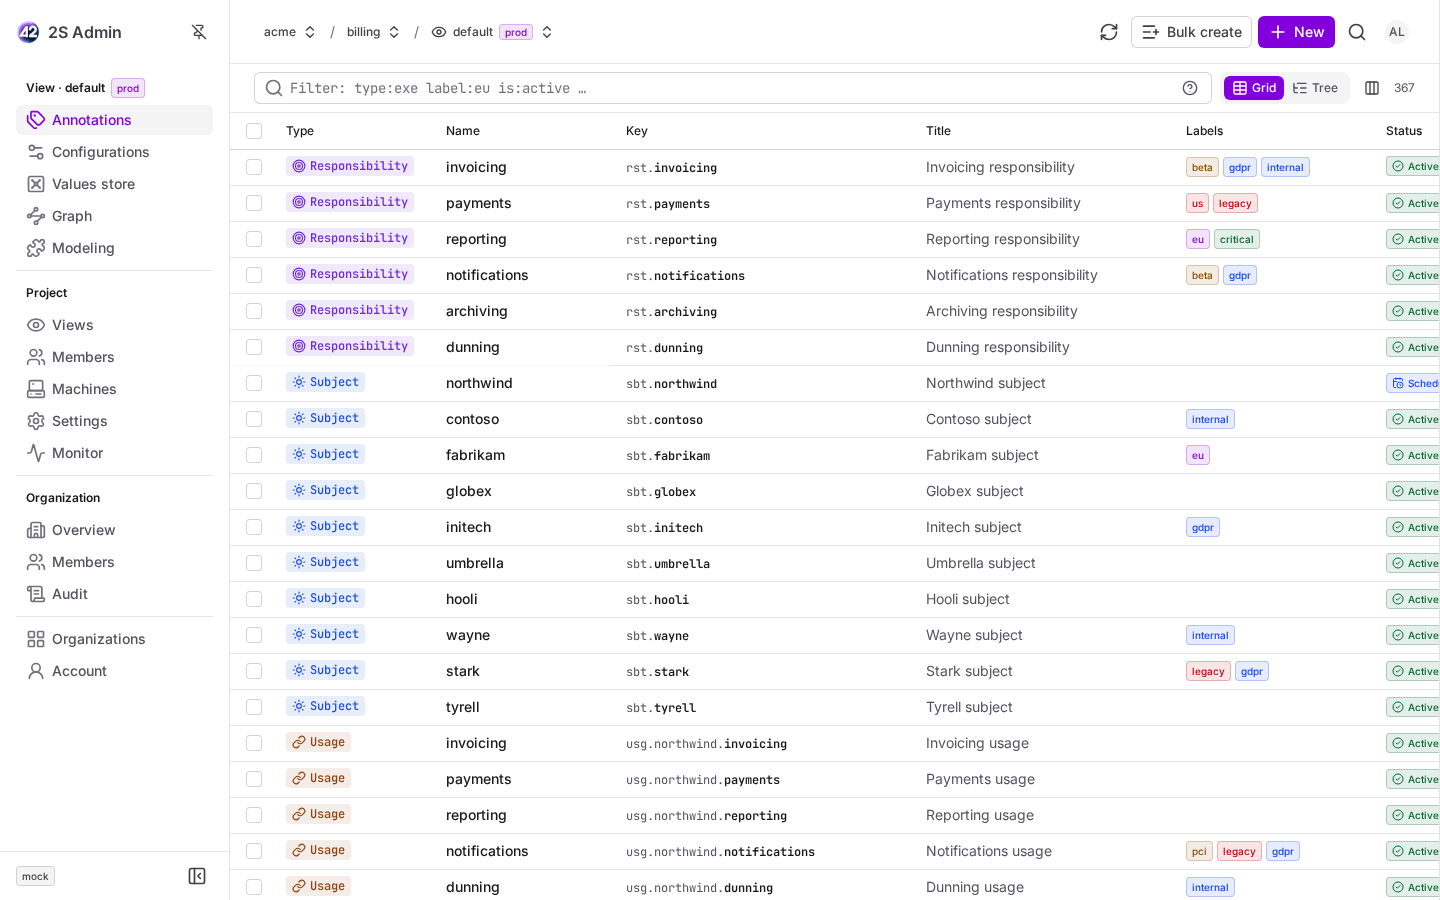 2S Admin
acme / billing / default prod
Bulk create
New
AL
View · default prod
Annotations
Configurations
Values store
Graph
Modeling
Project
Views
Members
Machines
Settings
Monitor
Organization
Overview
Members
Audit
Organizations
Account
mock
Filter: type:exe label:eu is:active …
Grid
Tree
367
Type Name Key Title Labels Status
Responsibility invoicing rst.invoicing Invoicing responsibility beta gdpr internal Active
Responsibility payments rst.payments Payments responsibility us legacy Active
Responsibility reporting rst.reporting Reporting responsibility eu critical Active
Responsibility notifications rst.notifications Notifications responsibility beta gdpr Active
Responsibility archiving rst.archiving Archiving responsibility Active
Responsibility dunning rst.dunning Dunning responsibility Active
Subject northwind sbt.northwind Northwind subject Schedu
Subject contoso sbt.contoso Contoso subject internal Active
Subject fabrikam sbt.fabrikam Fabrikam subject eu Active
Subject globex sbt.globex Globex subject Active
Subject initech sbt.initech Initech subject gdpr Active
Subject umbrella sbt.umbrella Umbrella subject Active
Subject hooli sbt.hooli Hooli subject Active
Subject wayne sbt.wayne Wayne subject internal Active
Subject stark sbt.stark Stark subject legacy gdpr Active
Subject tyrell sbt.tyrell Tyrell subject Active
Usage invoicing usg.northwind.invoicing Invoicing usage Active
Usage payments usg.northwind.payments Payments usage Active
Usage reporting usg.northwind.reporting Reporting usage Active
Usage notifications usg.northwind.notifications Notifications usage pci legacy gdpr Active
Usage dunning usg.northwind.dunning Dunning usage internal Active